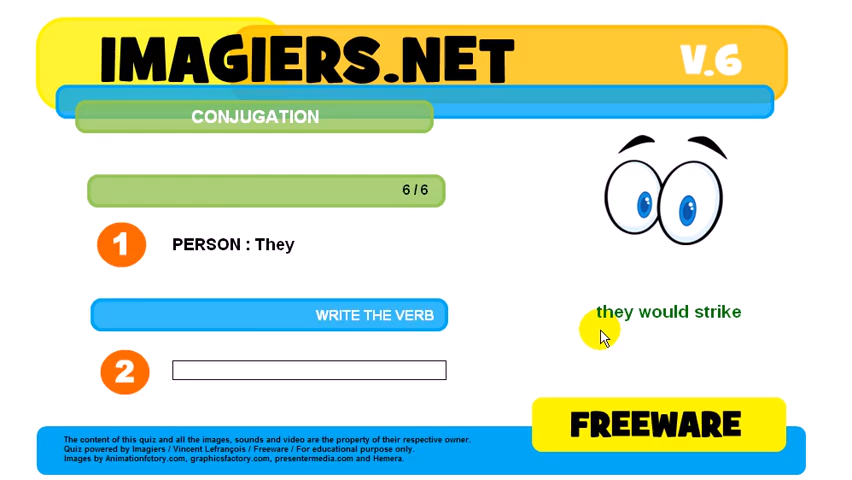 IMAGIERS.NET
V.6
CONJUGATION
6 / 6
1
PERSON : They
WRITE THE VERB
they would strike
2
FREEWARE
The content of this quiz and all the images, sounds and video are the property of their respective owner.
Quiz powered by Imagiers / Vincent Lefrançois / Freeware / For educational purpose only.
Images by Animationfctory.com, graphicsfactory.com, presentermedia.com and Hemera.